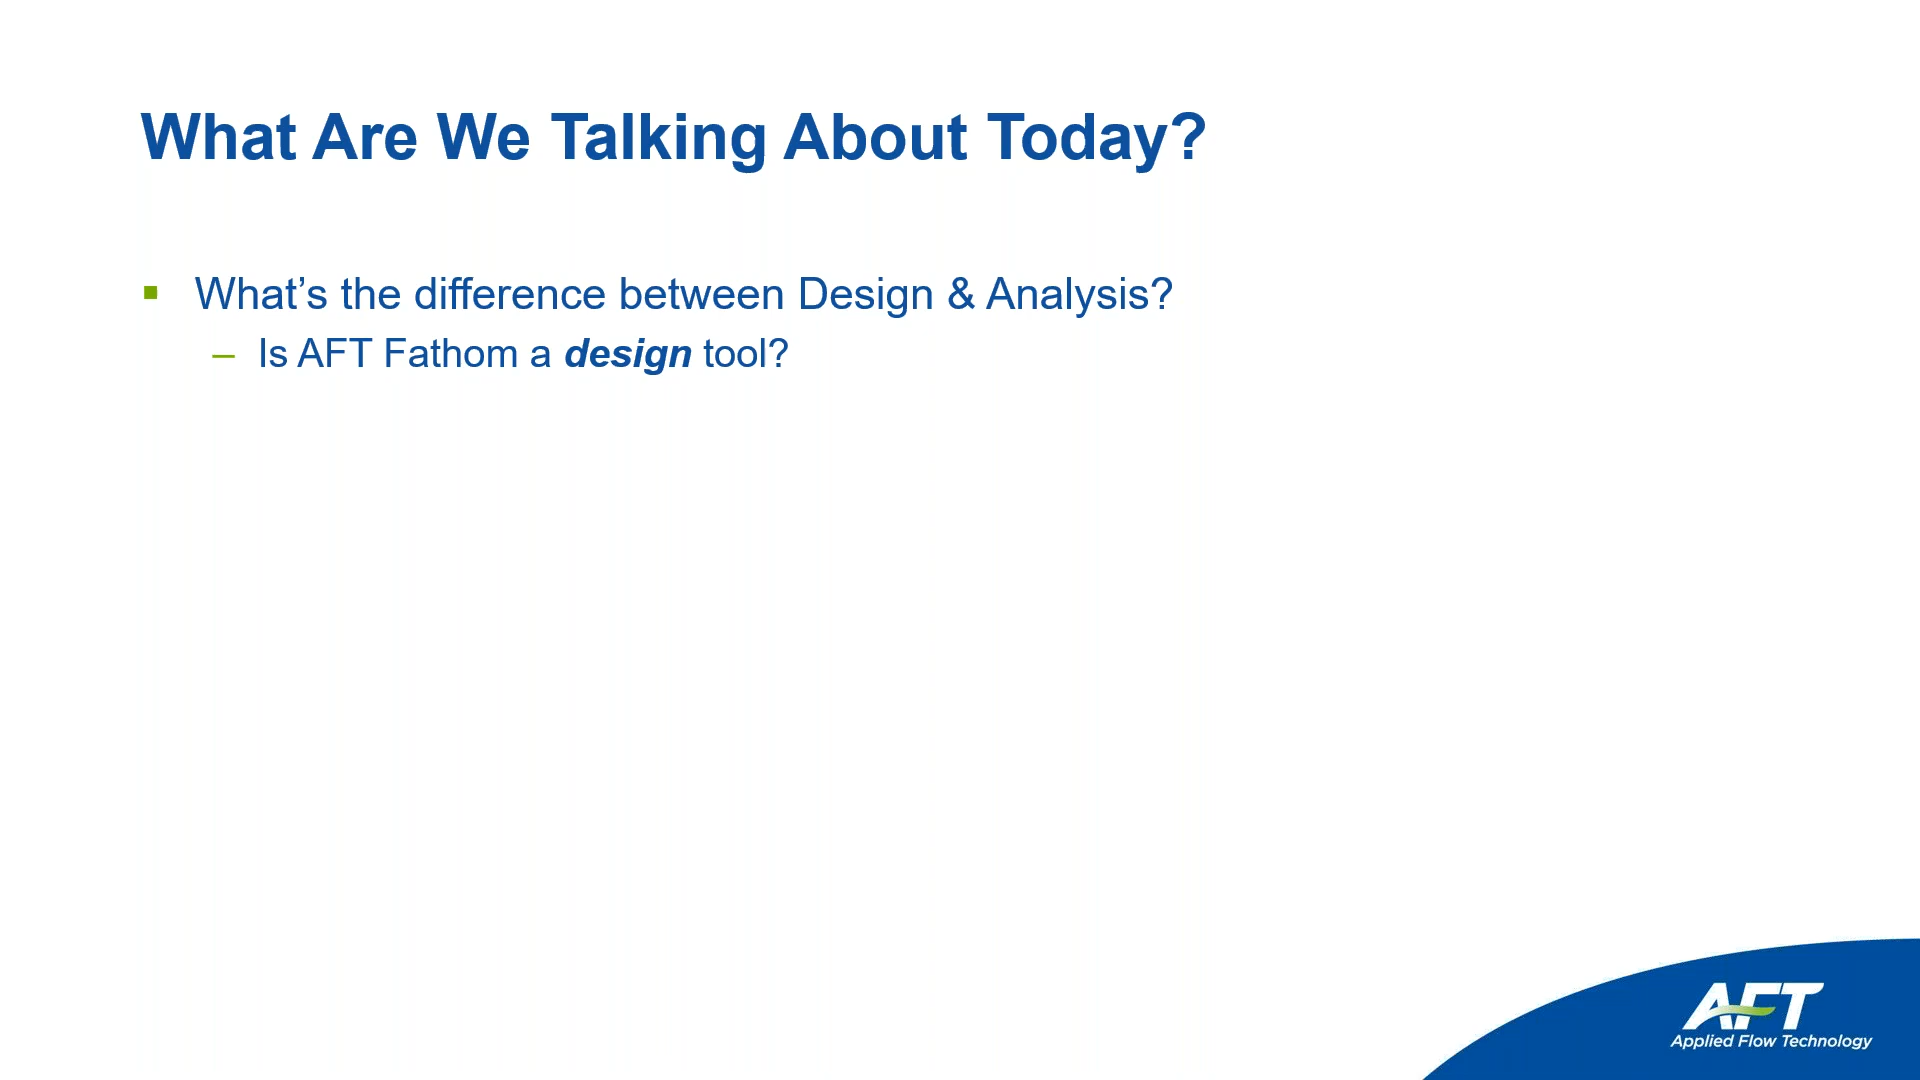 What Are We Talking About Today?
▪ What’s the difference between Design & Analysis?
– Is AFT Fathom a design tool?
AFT
Applied Flow Technology